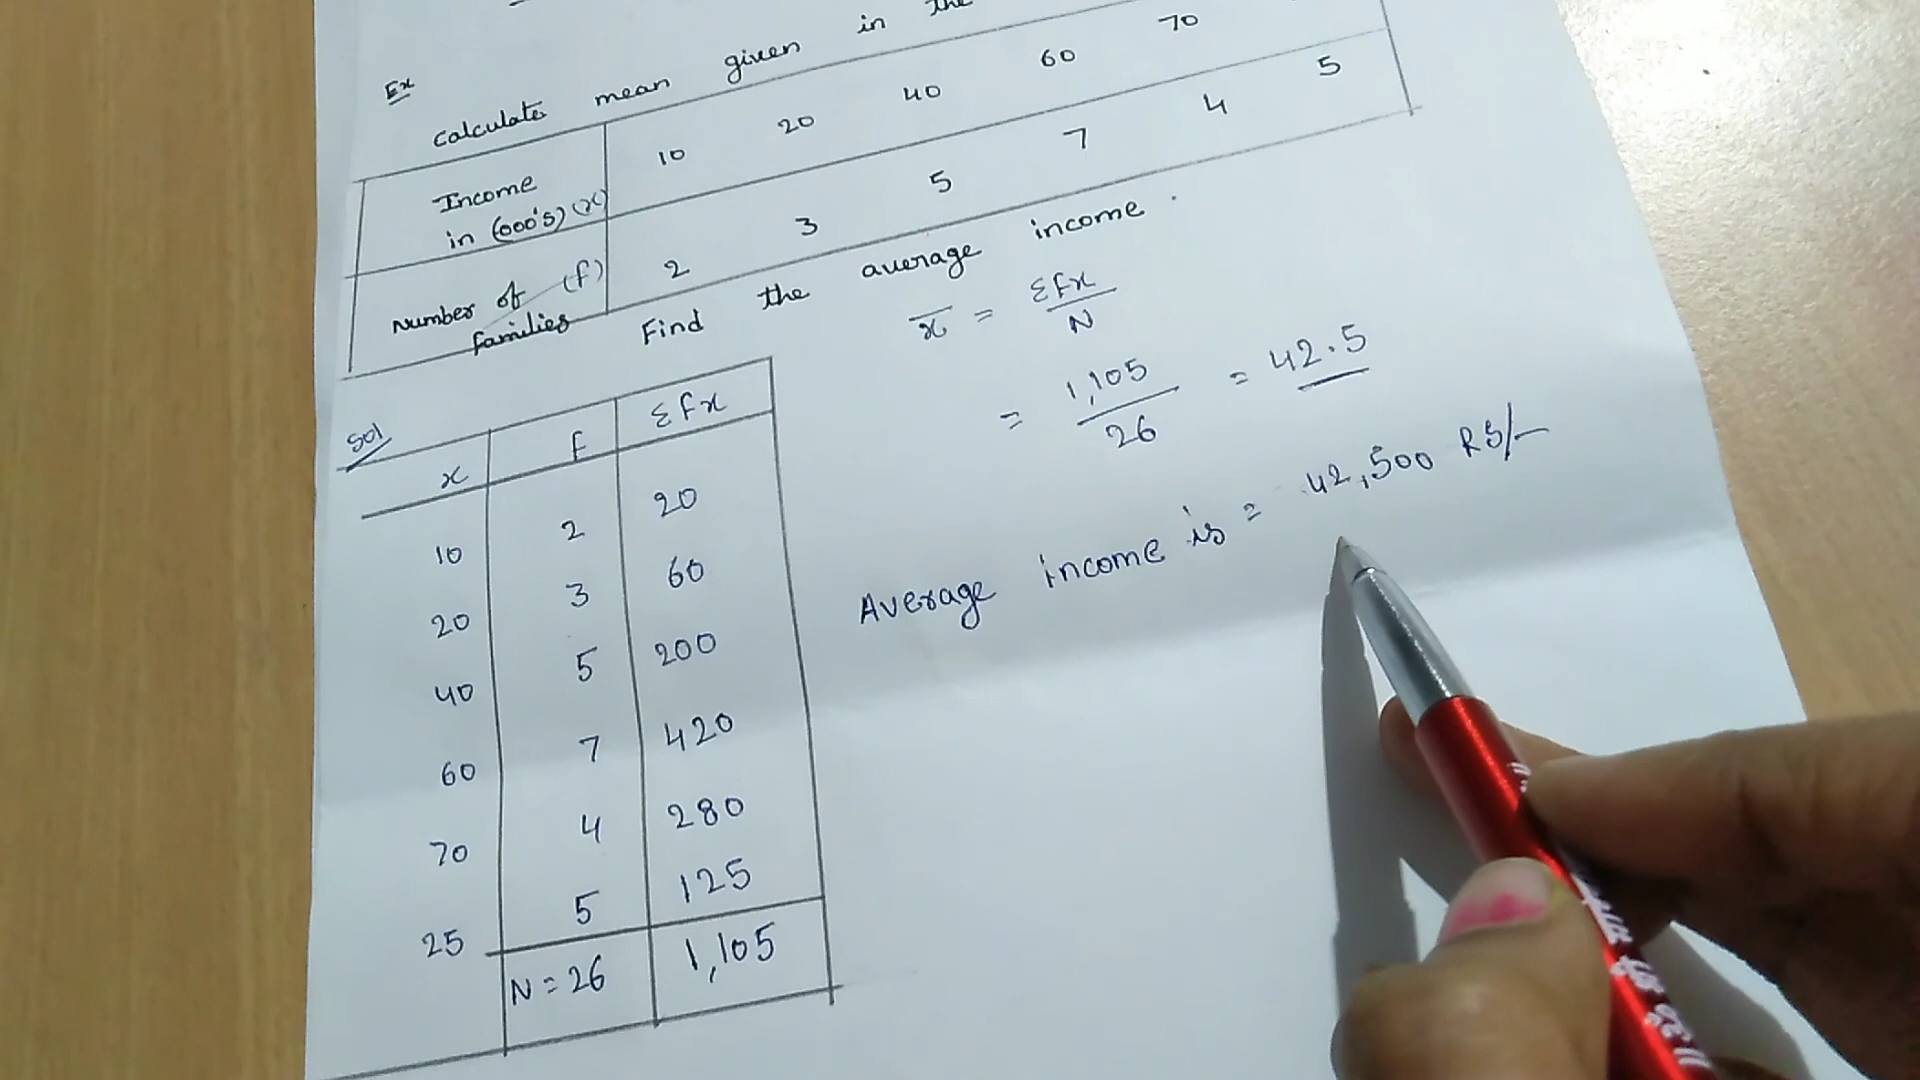 Ex
Calculate mean given in the
Income in (000's) (x) 10 20 40 60 70
Number of families (f) 2 3 5 7 4 5
Find the average income.
Sol
x f Σfx
10 2 20
20 3 60
40 5 200
60 7 420
70 4 280
25 5 125
N = 26 1,105
x̅ = Σfx / N
= 1,105 / 26 = 42.5
Average income is = 42,500 RS/-